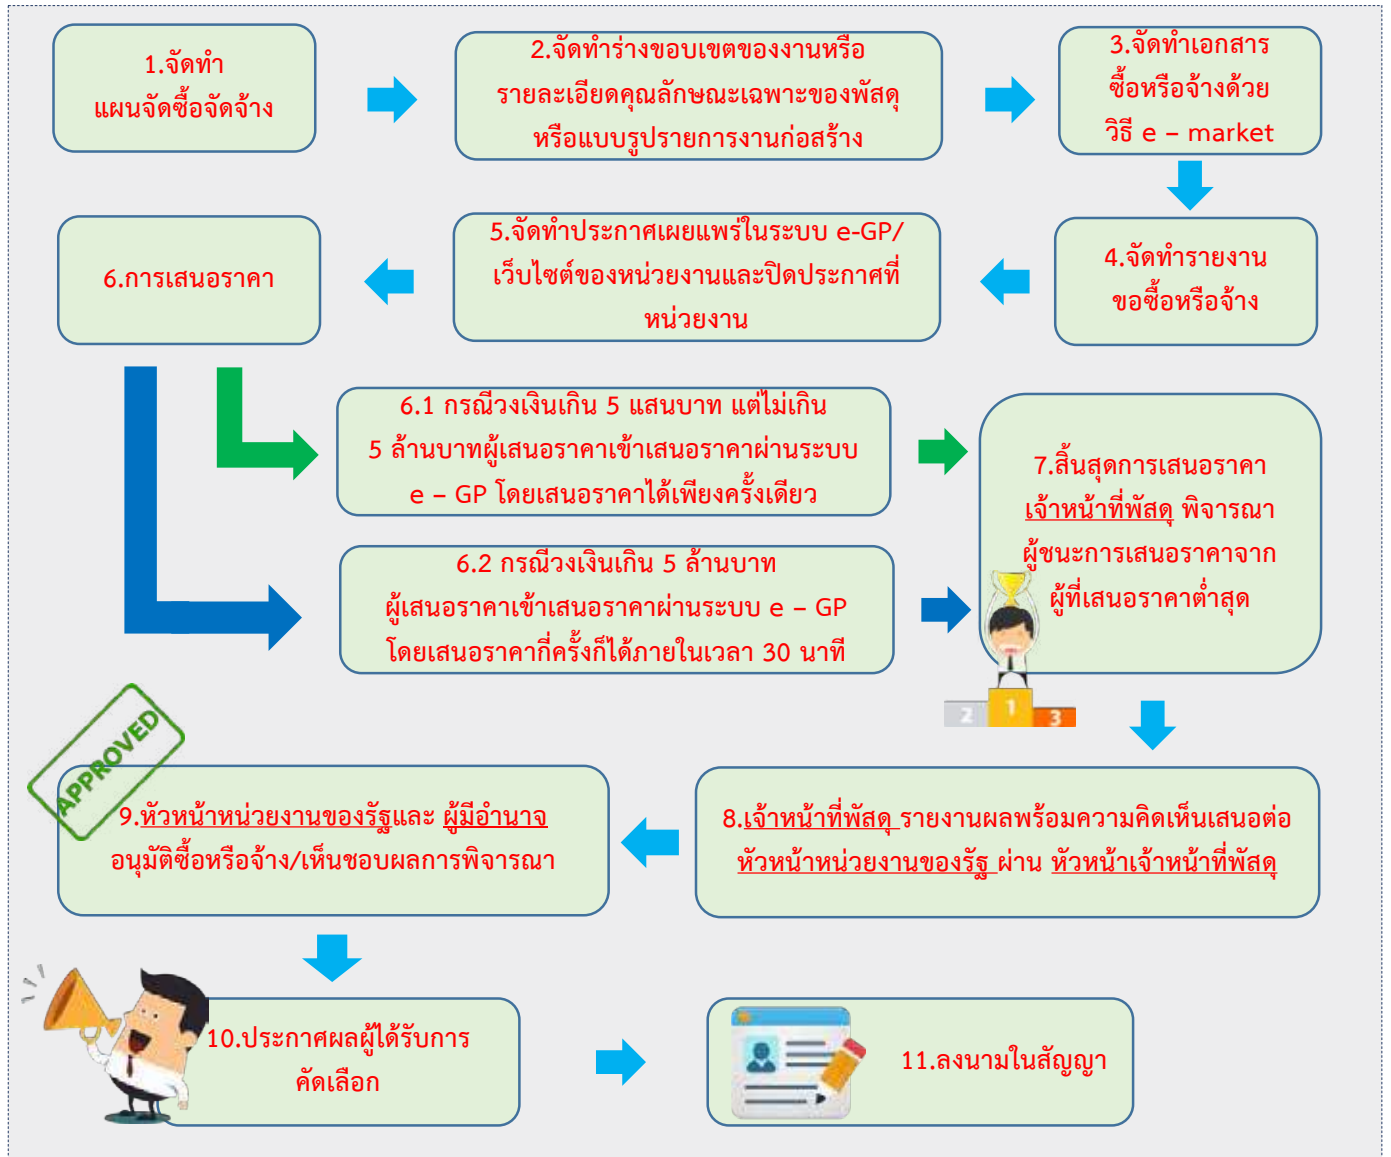 1.จัดทำ
แผนจัดซื้อจัดจ้าง
2.จัดทำร่างขอบเขตของงานหรือ
รายละเอียดคุณลักษณะเฉพาะของพัสดุ
หรือแบบรูปรายการงานก่อสร้าง
3.จัดทำเอกสาร
ซื้อหรือจ้างด้วย
วิธี e – market
4.จัดทำรายงาน
ขอซื้อหรือจ้าง
5.จัดทำประกาศเผยแพร่ในระบบ e-GP/
เว็บไซต์ของหน่วยงานและปิดประกาศที่
หน่วยงาน
6.การเสนอราคา
6.1 กรณีวงเงินเกิน 5 แสนบาท แต่ไม่เกิน
5 ล้านบาทผู้เสนอราคาเข้าเสนอราคาผ่านระบบ
e – GP โดยเสนอราคาได้เพียงครั้งเดียว
6.2 กรณีวงเงินเกิน 5 ล้านบาท
ผู้เสนอราคาเข้าเสนอราคาผ่านระบบ e – GP
โดยเสนอราคากี่ครั้งก็ได้ภายในเวลา 30 นาที
7.สิ้นสุดการเสนอราคา
เจ้าหน้าที่พัสดุ พิจารณา
ผู้ชนะการเสนอราคาจาก
ผู้ที่เสนอราคาต่ำสุด
2 1 3
8.เจ้าหน้าที่พัสดุ รายงานผลพร้อมความคิดเห็นเสนอต่อ
หัวหน้าหน่วยงานของรัฐ ผ่าน หัวหน้าเจ้าหน้าที่พัสดุ
APPROVED
9.หัวหน้าหน่วยงานของรัฐและ ผู้มีอำนาจ
อนุมัติซื้อหรือจ้าง/เห็นชอบผลการพิจารณา
10.ประกาศผลผู้ได้รับการ
คัดเลือก
11.ลงนามในสัญญา